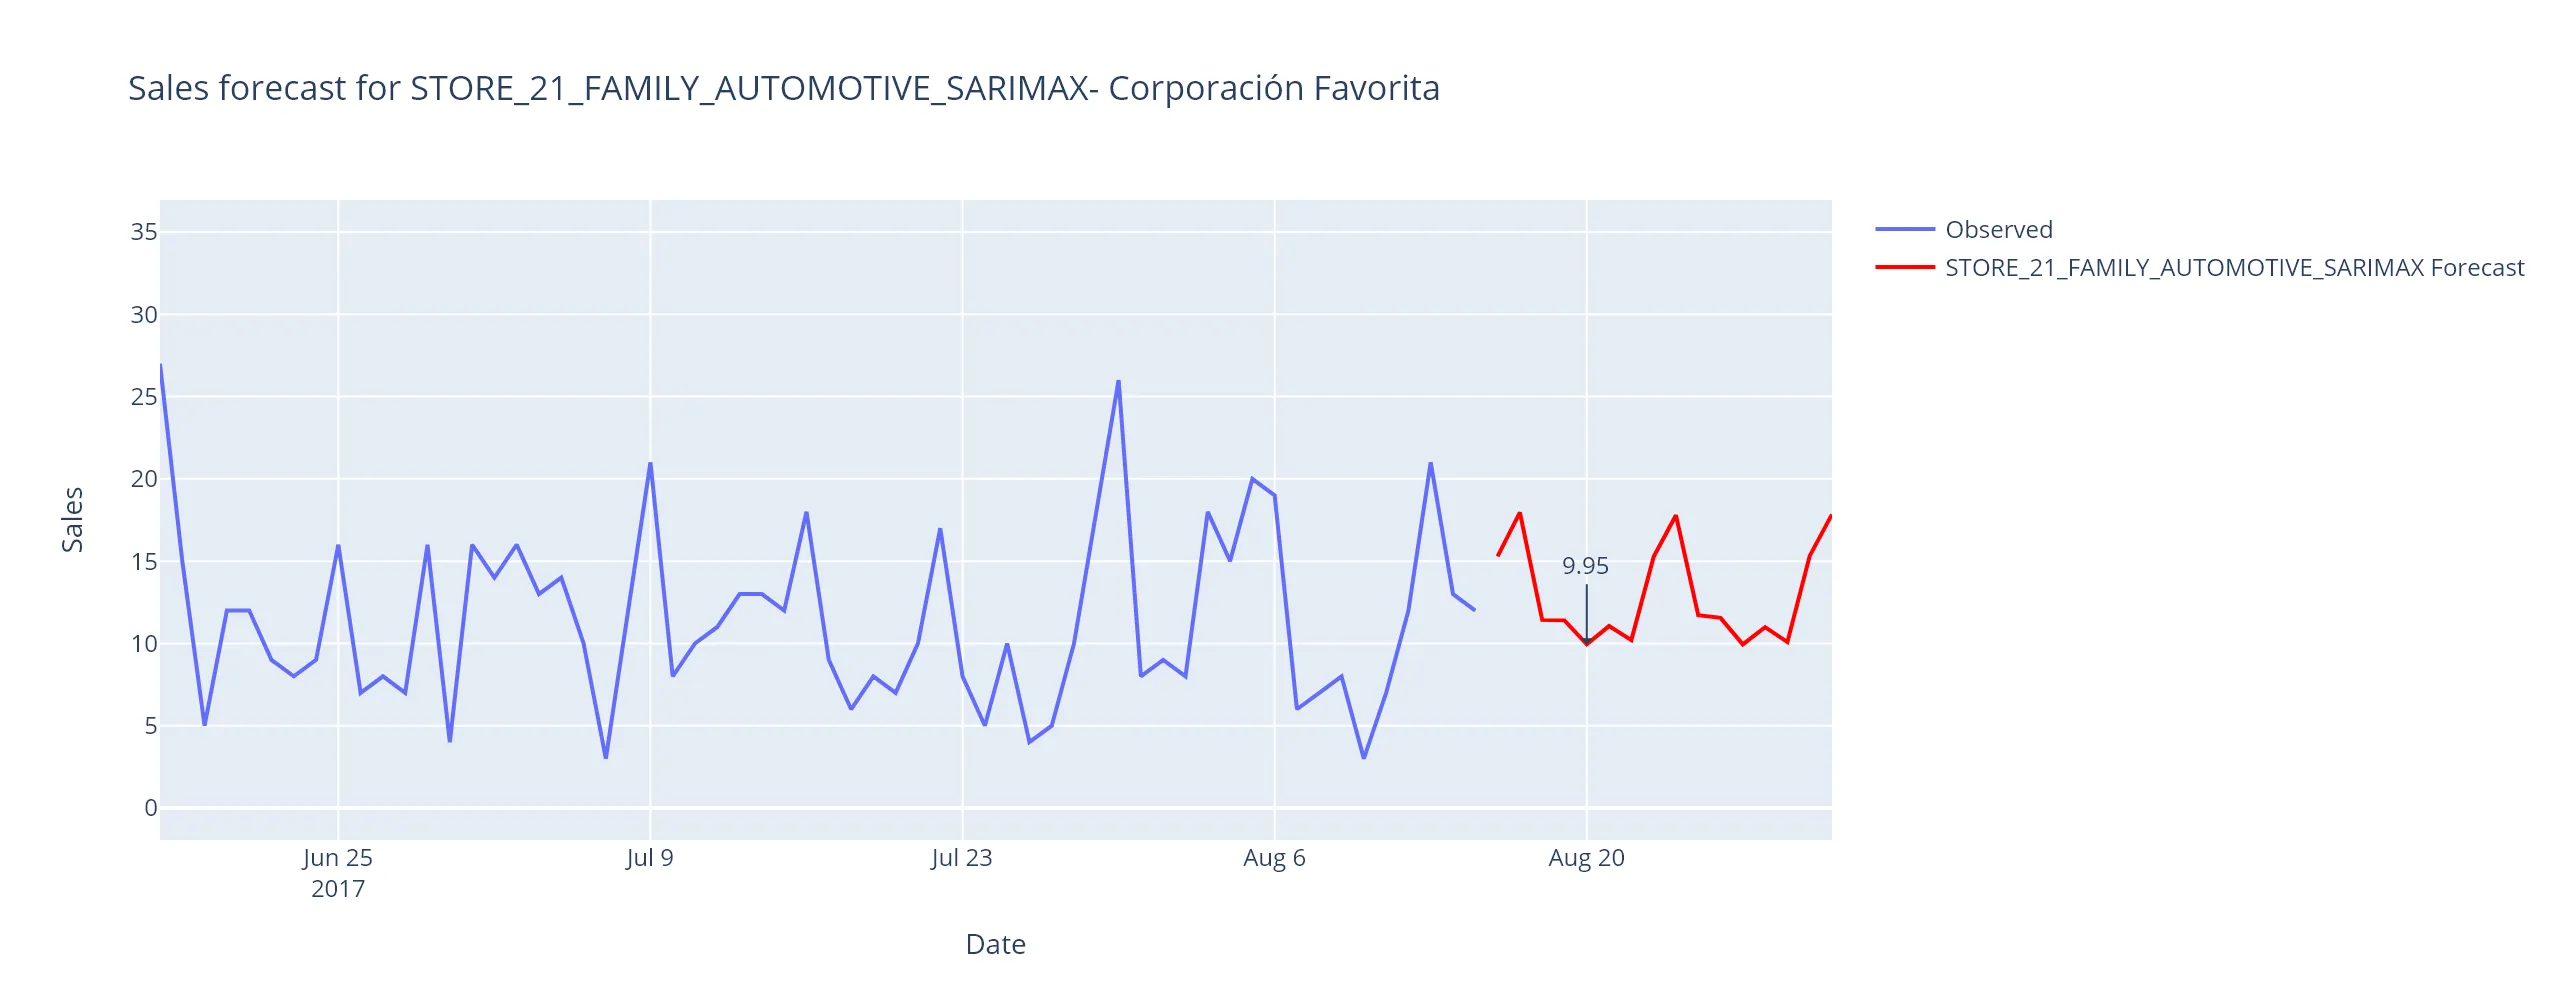 Sales forecast for STORE_21_FAMILY_AUTOMOTIVE_SARIMAX- Corporación Favorita
Observed
STORE_21_FAMILY_AUTOMOTIVE_SARIMAX Forecast
Sales
35
30
25
20
15
10
5
0
9.95
Jun 25
2017
Jul 9
Jul 23
Aug 6
Aug 20
Date